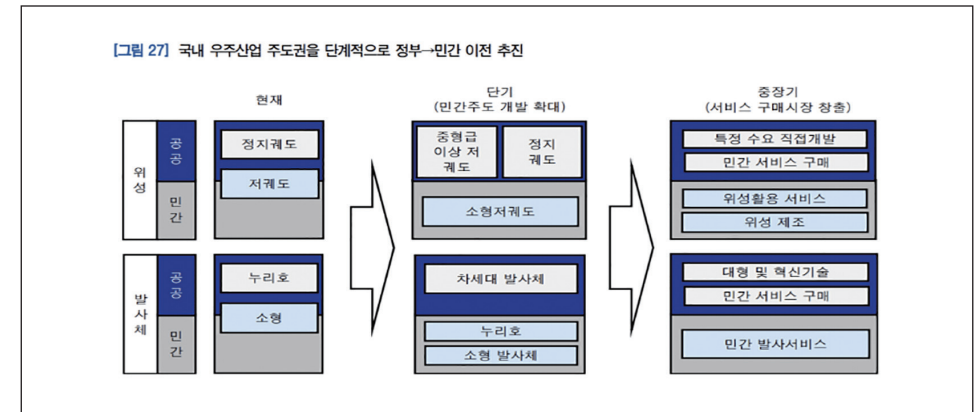 [그림 27] 국내 우주산업 주도권을 단계적으로 정부→민간 이전 추진
현재
단기
(민간주도 개발 확대)
중장기
(서비스 구매시장 창출)
위성
공공
민간
정지궤도
저궤도
중형급
이상 저
궤도
정지
궤도
소형저궤도
특정 수요 직접개발
민간 서비스 구매
위성활용 서비스
위성 제조
발사체
공공
민간
누리호
소형
차세대 발사체
누리호
소형 발사체
대형 및 혁신기술
민간 서비스 구매
민간 발사서비스